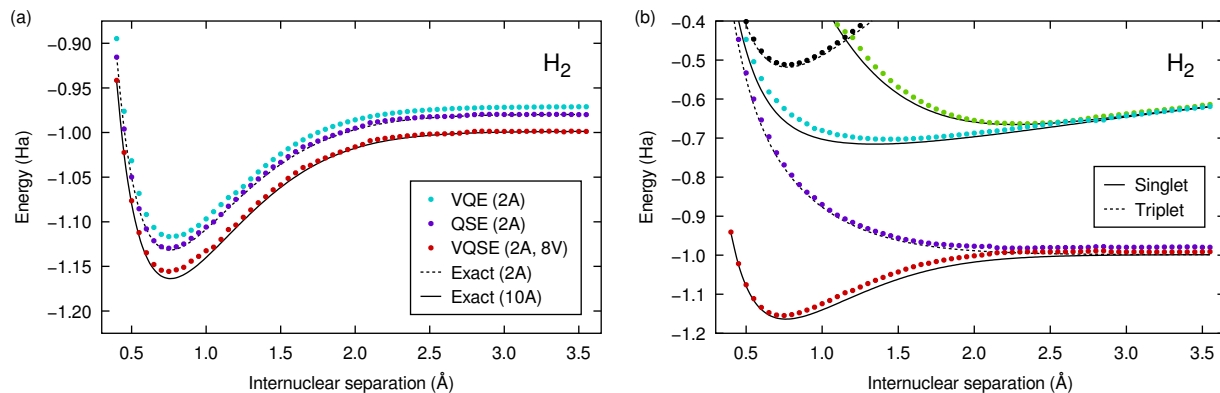 (a)
H2
Energy (Ha)
−0.90
−0.95
−1.00
−1.05
−1.10
−1.15
−1.20
VQE (2A)
QSE (2A)
VQSE (2A, 8V)
Exact (2A)
Exact (10A)
0.5 1.0 1.5 2.0 2.5 3.0 3.5
Internuclear separation (Å)
(b)
H2
Energy (Ha)
−0.4
−0.5
−0.6
−0.7
−0.8
−0.9
−1.0
−1.1
−1.2
Singlet
Triplet
0.5 1.0 1.5 2.0 2.5 3.0 3.5
Internuclear separation (Å)